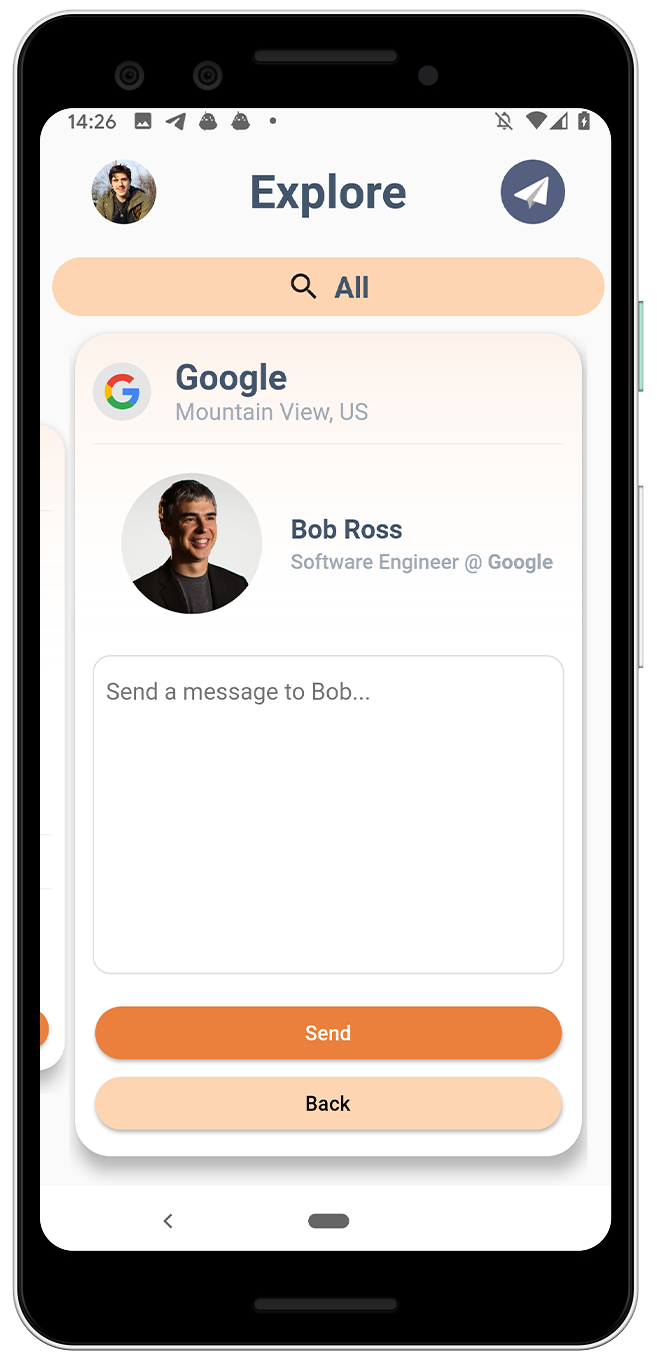 14:26
Explore
All
Google
Mountain View, US
Bob Ross
Software Engineer @ Google
Send a message to Bob...
Send
Back